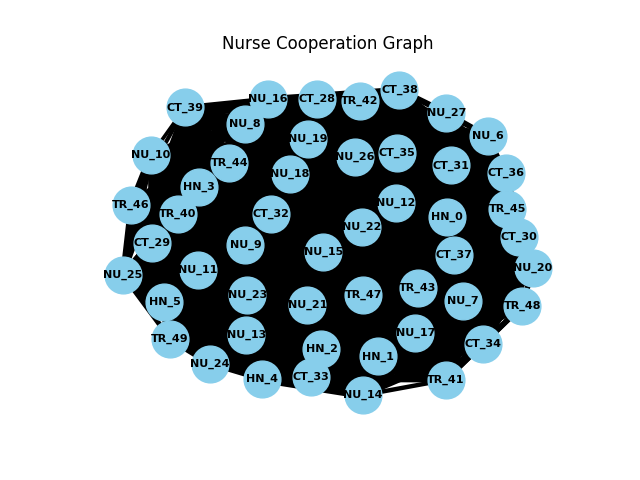 Nurse Cooperation Graph
CT_38
NU_16
CT_28
TR_42
CT_39
NU_27
NU_8
NU_6
NU_19
CT_35
NU_10
NU_26
TR_44
CT_31
NU_18
CT_36
HN_3
NU_12
TR_46
TR_45
TR_40
CT_32
HN_0
NU_22
CT_30
CT_29
NU_9
NU_15
CT_37
NU_20
NU_11
NU_25
TR_43
NU_23
TR_47
NU_7
HN_5
NU_21
TR_48
NU_17
NU_13
TR_49
CT_34
HN_2
HN_1
NU_24
CT_33
HN_4
TR_41
NU_14